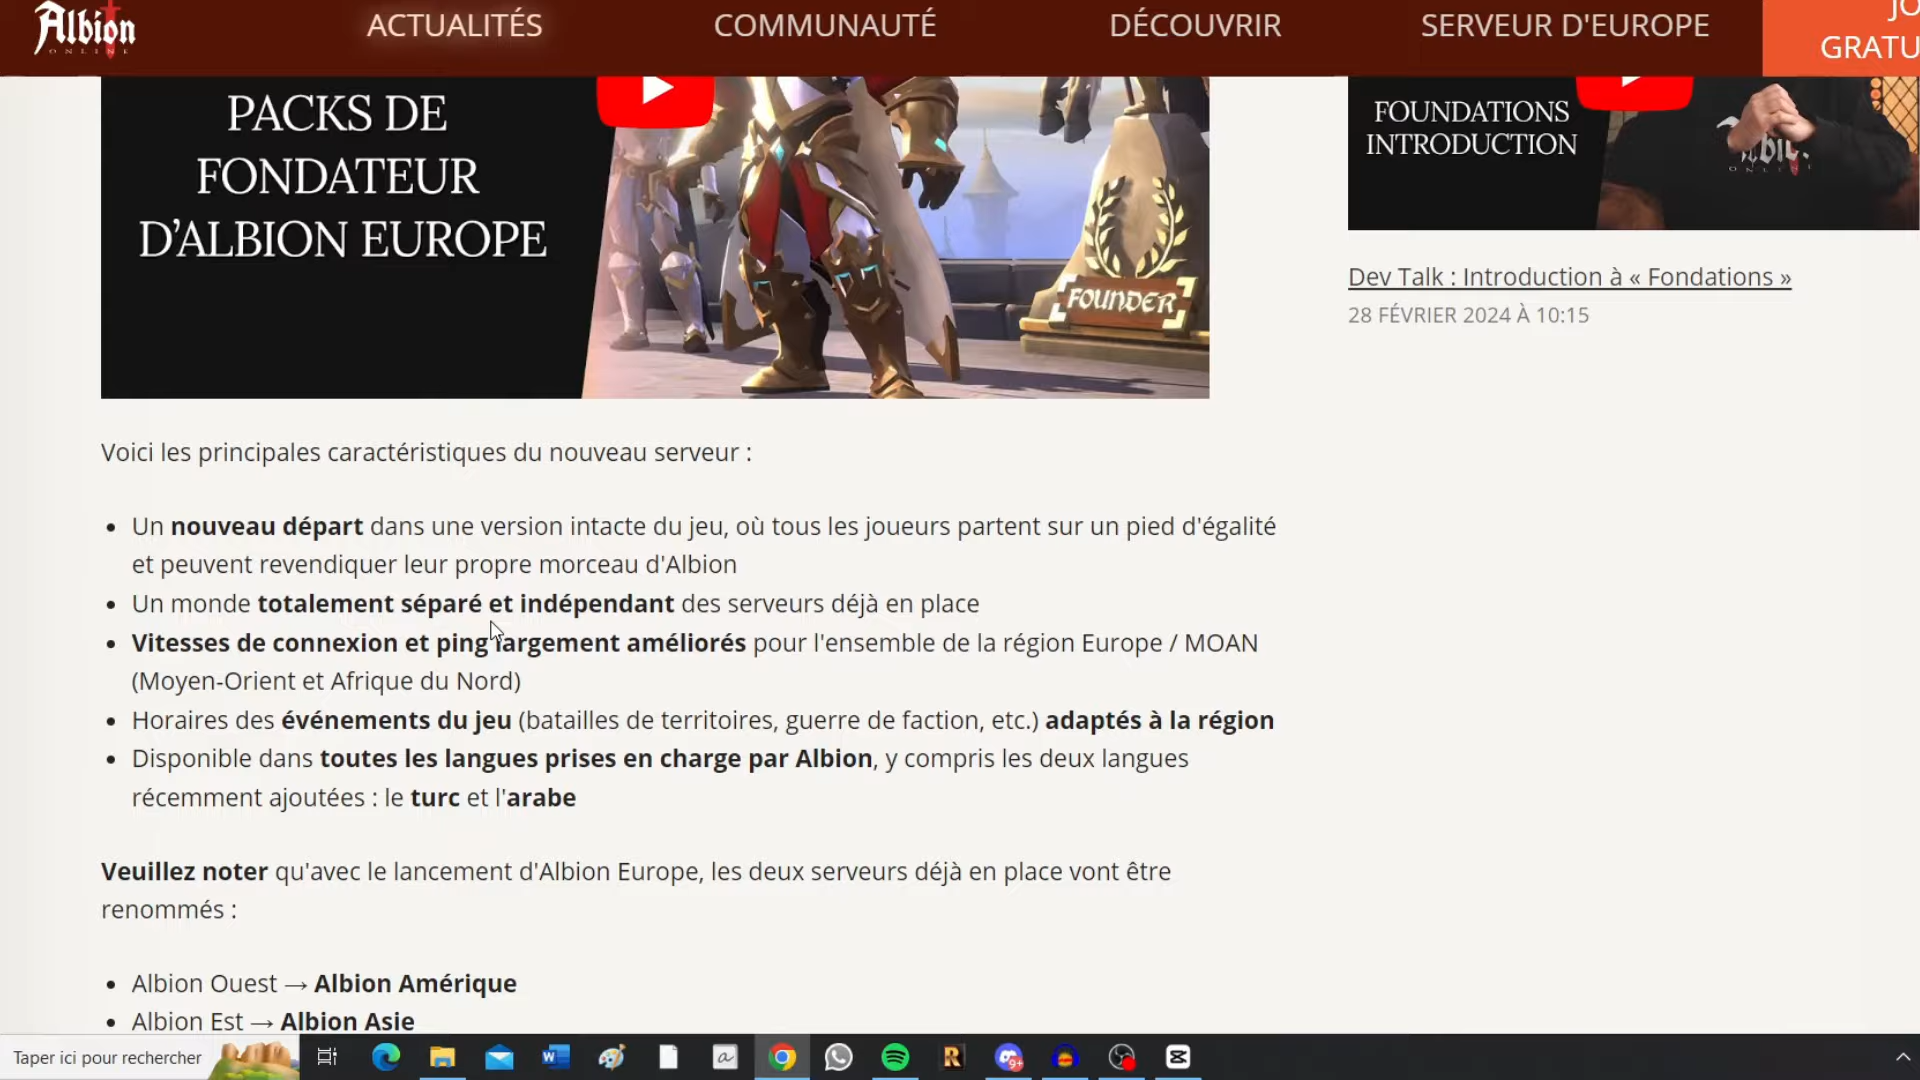 Albion
ONLINE
ACTUALITÉS
COMMUNAUTÉ
DÉCOUVRIR
SERVEUR D'EUROPE
GRATU
PACKS DE
FONDATEUR
D'ALBION EUROPE
FOUNDER
FOUNDATIONS
INTRODUCTION
Dev Talk : Introduction à « Fondations »
28 FÉVRIER 2024 À 10:15
Voici les principales caractéristiques du nouveau serveur :
• Un nouveau départ dans une version intacte du jeu, où tous les joueurs partent sur un pied d'égalité
et peuvent revendiquer leur propre morceau d'Albion
• Un monde totalement séparé et indépendant des serveurs déjà en place
• Vitesses de connexion et ping largement améliorés pour l'ensemble de la région Europe / MOAN
(Moyen-Orient et Afrique du Nord)
• Horaires des événements du jeu (batailles de territoires, guerre de faction, etc.) adaptés à la région
• Disponible dans toutes les langues prises en charge par Albion, y compris les deux langues
récemment ajoutées : le turc et l'arabe
Veuillez noter qu'avec le lancement d'Albion Europe, les deux serveurs déjà en place vont être
renommés :
• Albion Ouest → Albion Amérique
• Albion Est → Albion Asie
Taper ici pour rechercher
9+